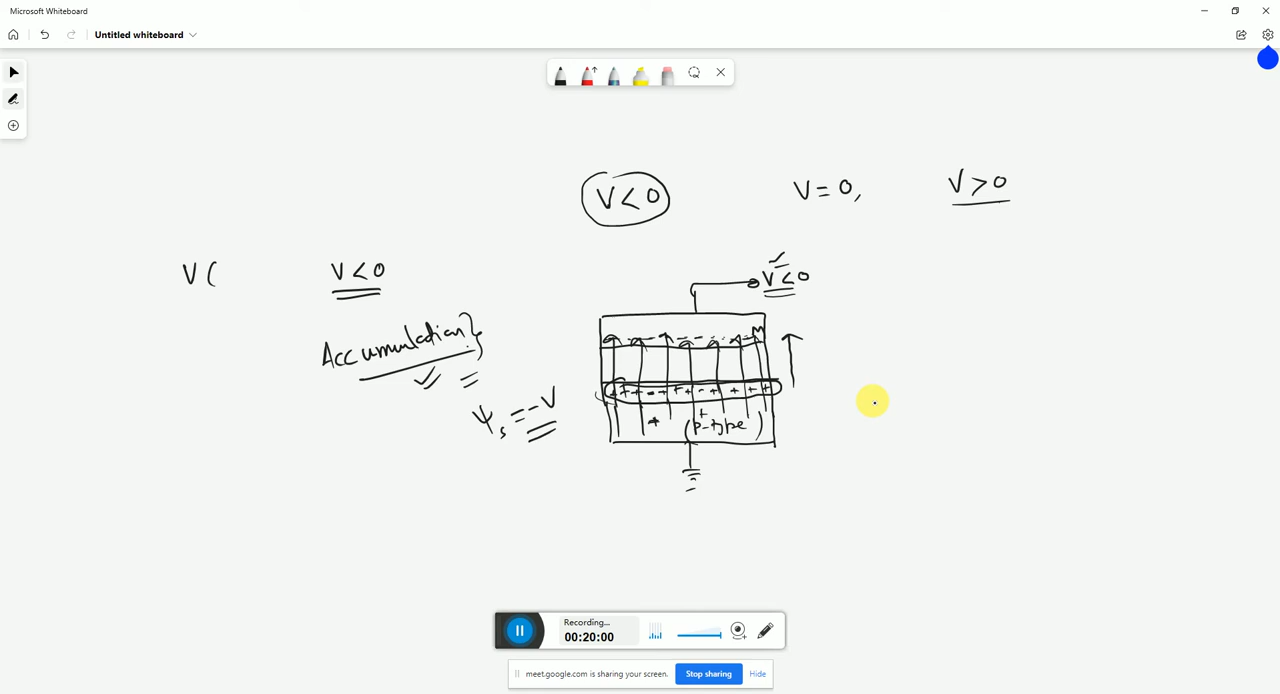 Microsoft Whiteboard
Untitled whiteboard
V<0
V=0,
V>0
V(
V<0
V<0
Accumulation}
M
ψs = -V
+ + - + + + - + + + +
+ (p-type)
+
Recording...
00:20:00
meet.google.com is sharing your screen.
Stop sharing
Hide